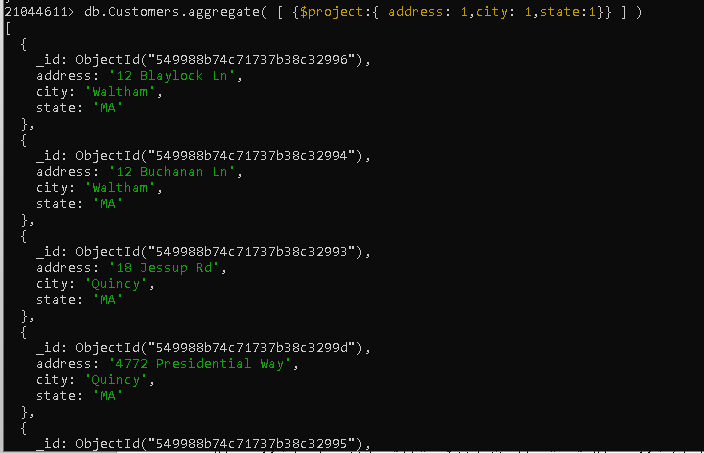 21044611> db.Customers.aggregate( [ {$project:{ address: 1,city: 1,state:1}} ] )
[
  {
    _id: ObjectId("549988b74c71737b38c32996"),
    address: '12 Blaylock Ln',
    city: 'Waltham',
    state: 'MA'
  },
  {
    _id: ObjectId("549988b74c71737b38c32994"),
    address: '12 Buchanan Ln',
    city: 'Waltham',
    state: 'MA'
  },
  {
    _id: ObjectId("549988b74c71737b38c32993"),
    address: '18 Jessup Rd',
    city: 'Quincy',
    state: 'MA'
  },
  {
    _id: ObjectId("549988b74c71737b38c3299d"),
    address: '4772 Presidential Way',
    city: 'Quincy',
    state: 'MA'
  },
  {
    _id: ObjectId("549988b74c71737b38c32995"),